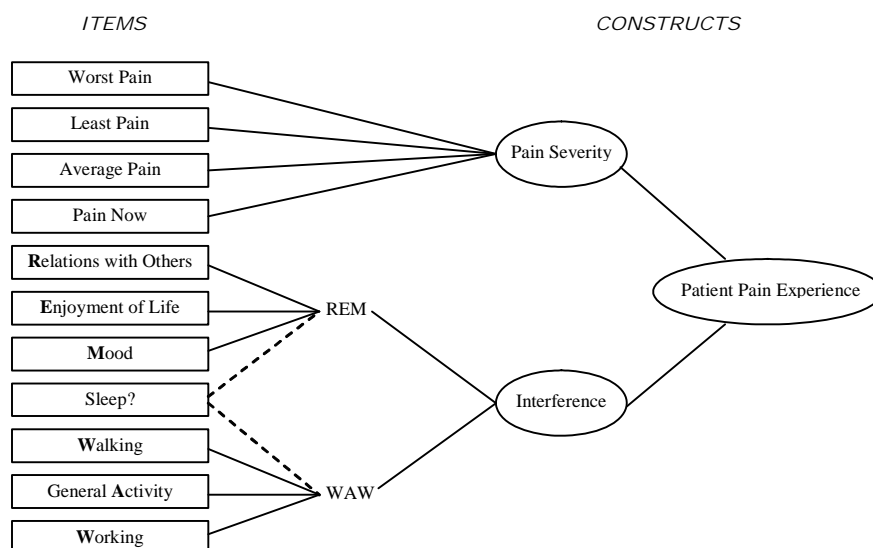 ITEMS
CONSTRUCTS
Worst Pain
Least Pain
Average Pain
Pain Now
Relations with Others
Enjoyment of Life
Mood
Sleep?
Walking
General Activity
Working
REM
WAW
Pain Severity
Interference
Patient Pain Experience